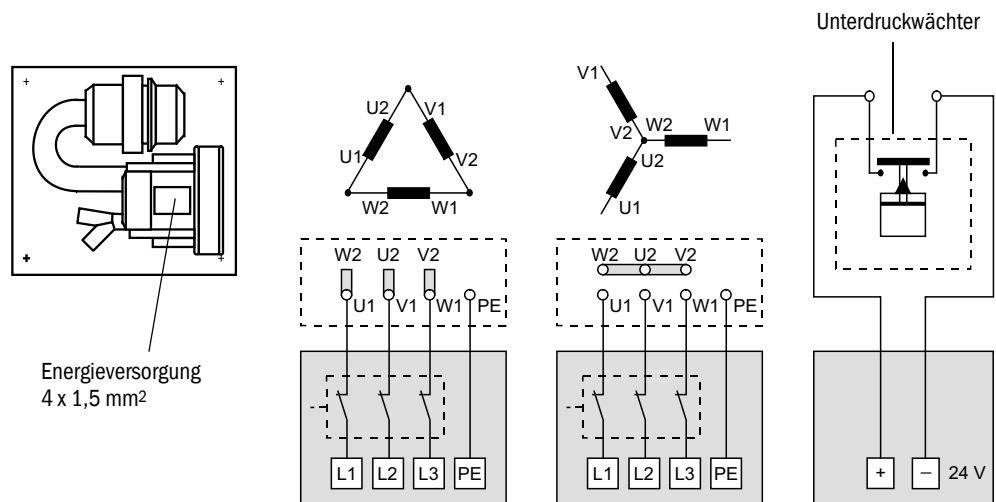 Unterdruckwächter
Energieversorgung
4 x 1,5 mm²
U2 V1
U1 V2
W2 W1
W2 U2 V2
U1 V1 W1 PE
L1 L2 L3 PE
V1
V2 W2 W1
U2
U1
W2 U2 V2
U1 V1 W1 PE
L1 L2 L3 PE
+ – 24 V